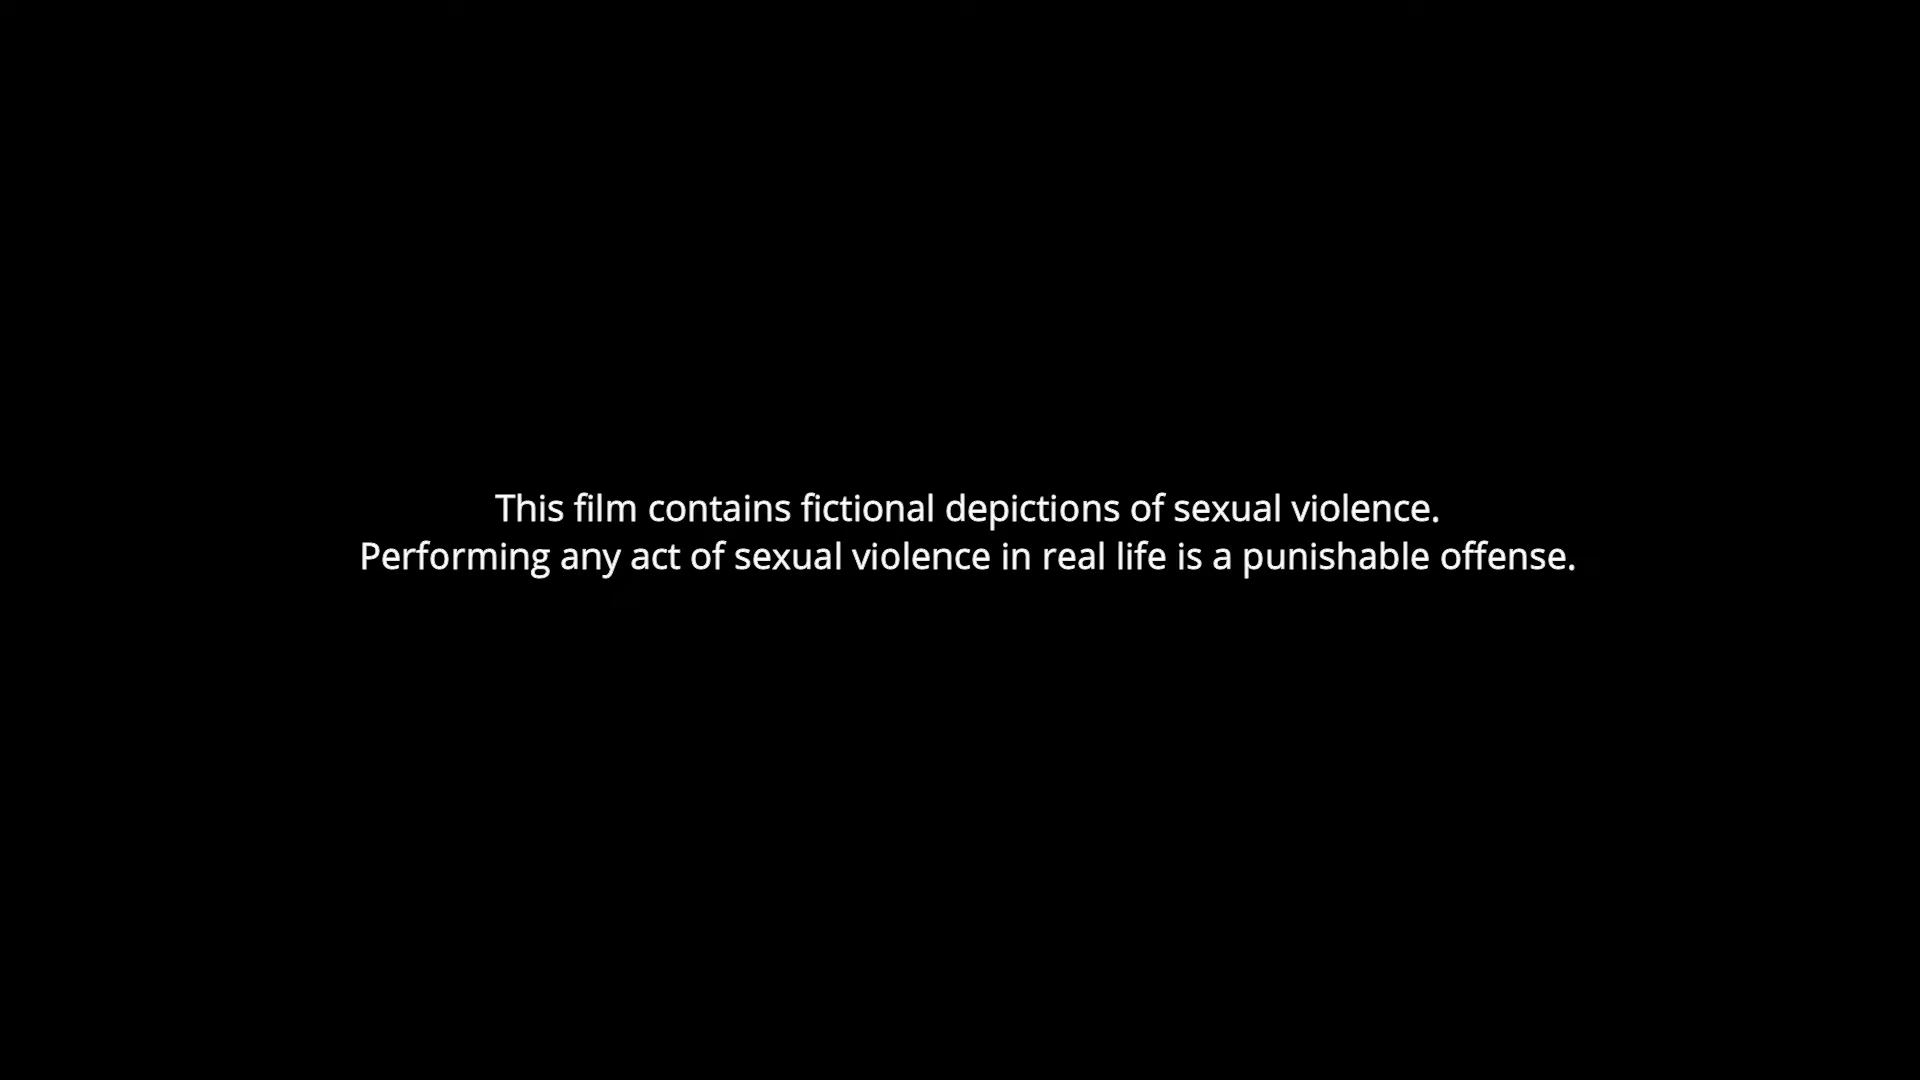 This film contains fictional depictions of sexual violence.
Performing any act of sexual violence in real life is a punishable offense.